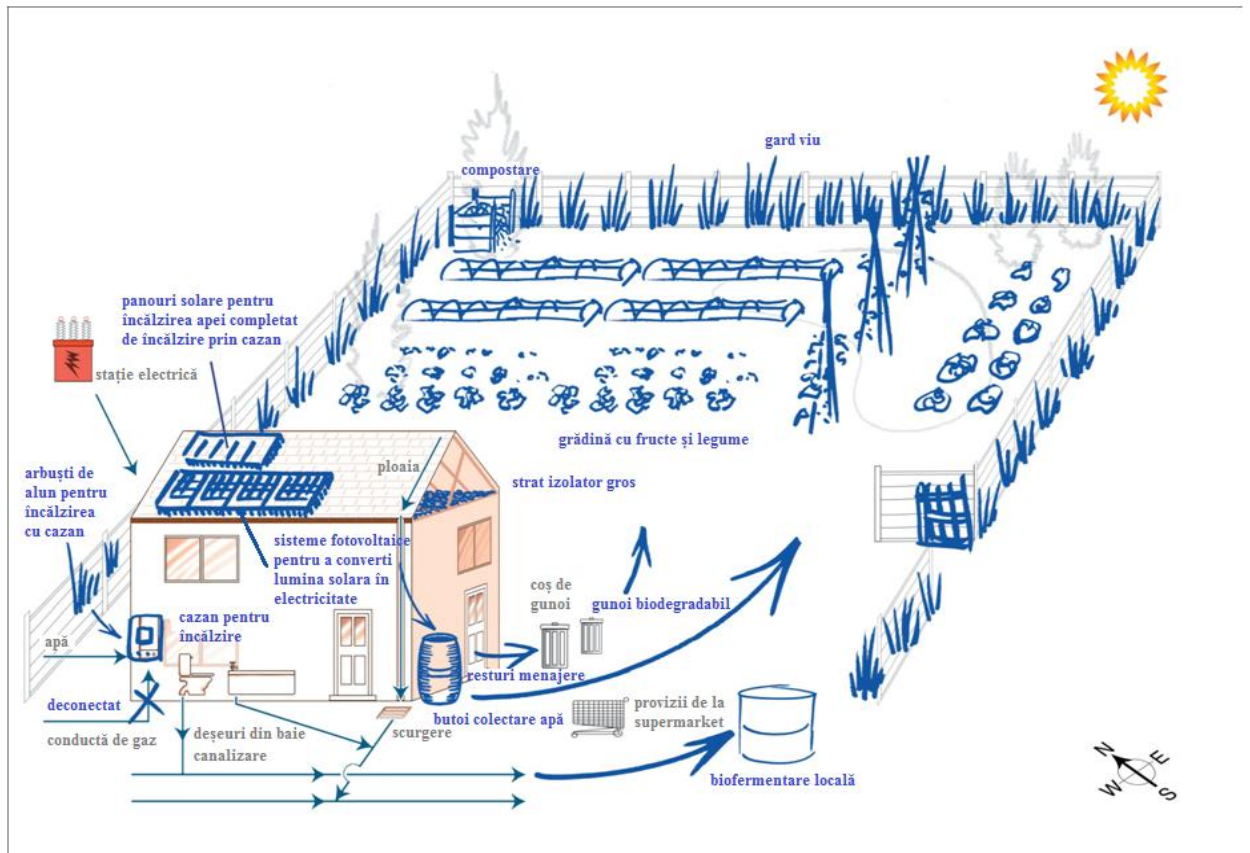 gard viu
compostare
panouri solare pentru
încălzirea apei completat
de încălzire prin cazan
stație electrică
grădină cu fructe și legume
ploaia
arbuști de
alun pentru
încălzirea
cu cazan
strat izolator gros
sisteme fotovoltaice
pentru a converti
lumina solara în
electricitate
coș de
gunoi
gunoi biodegradabil
cazan pentru
încălzire
apă
resturi menajere
deconectat
butoi colectare apă
provizii de la
supermarket
conductă de gaz
deșeuri din baie
canalizare
scurgere
biofermentare locală
N
E
W
S